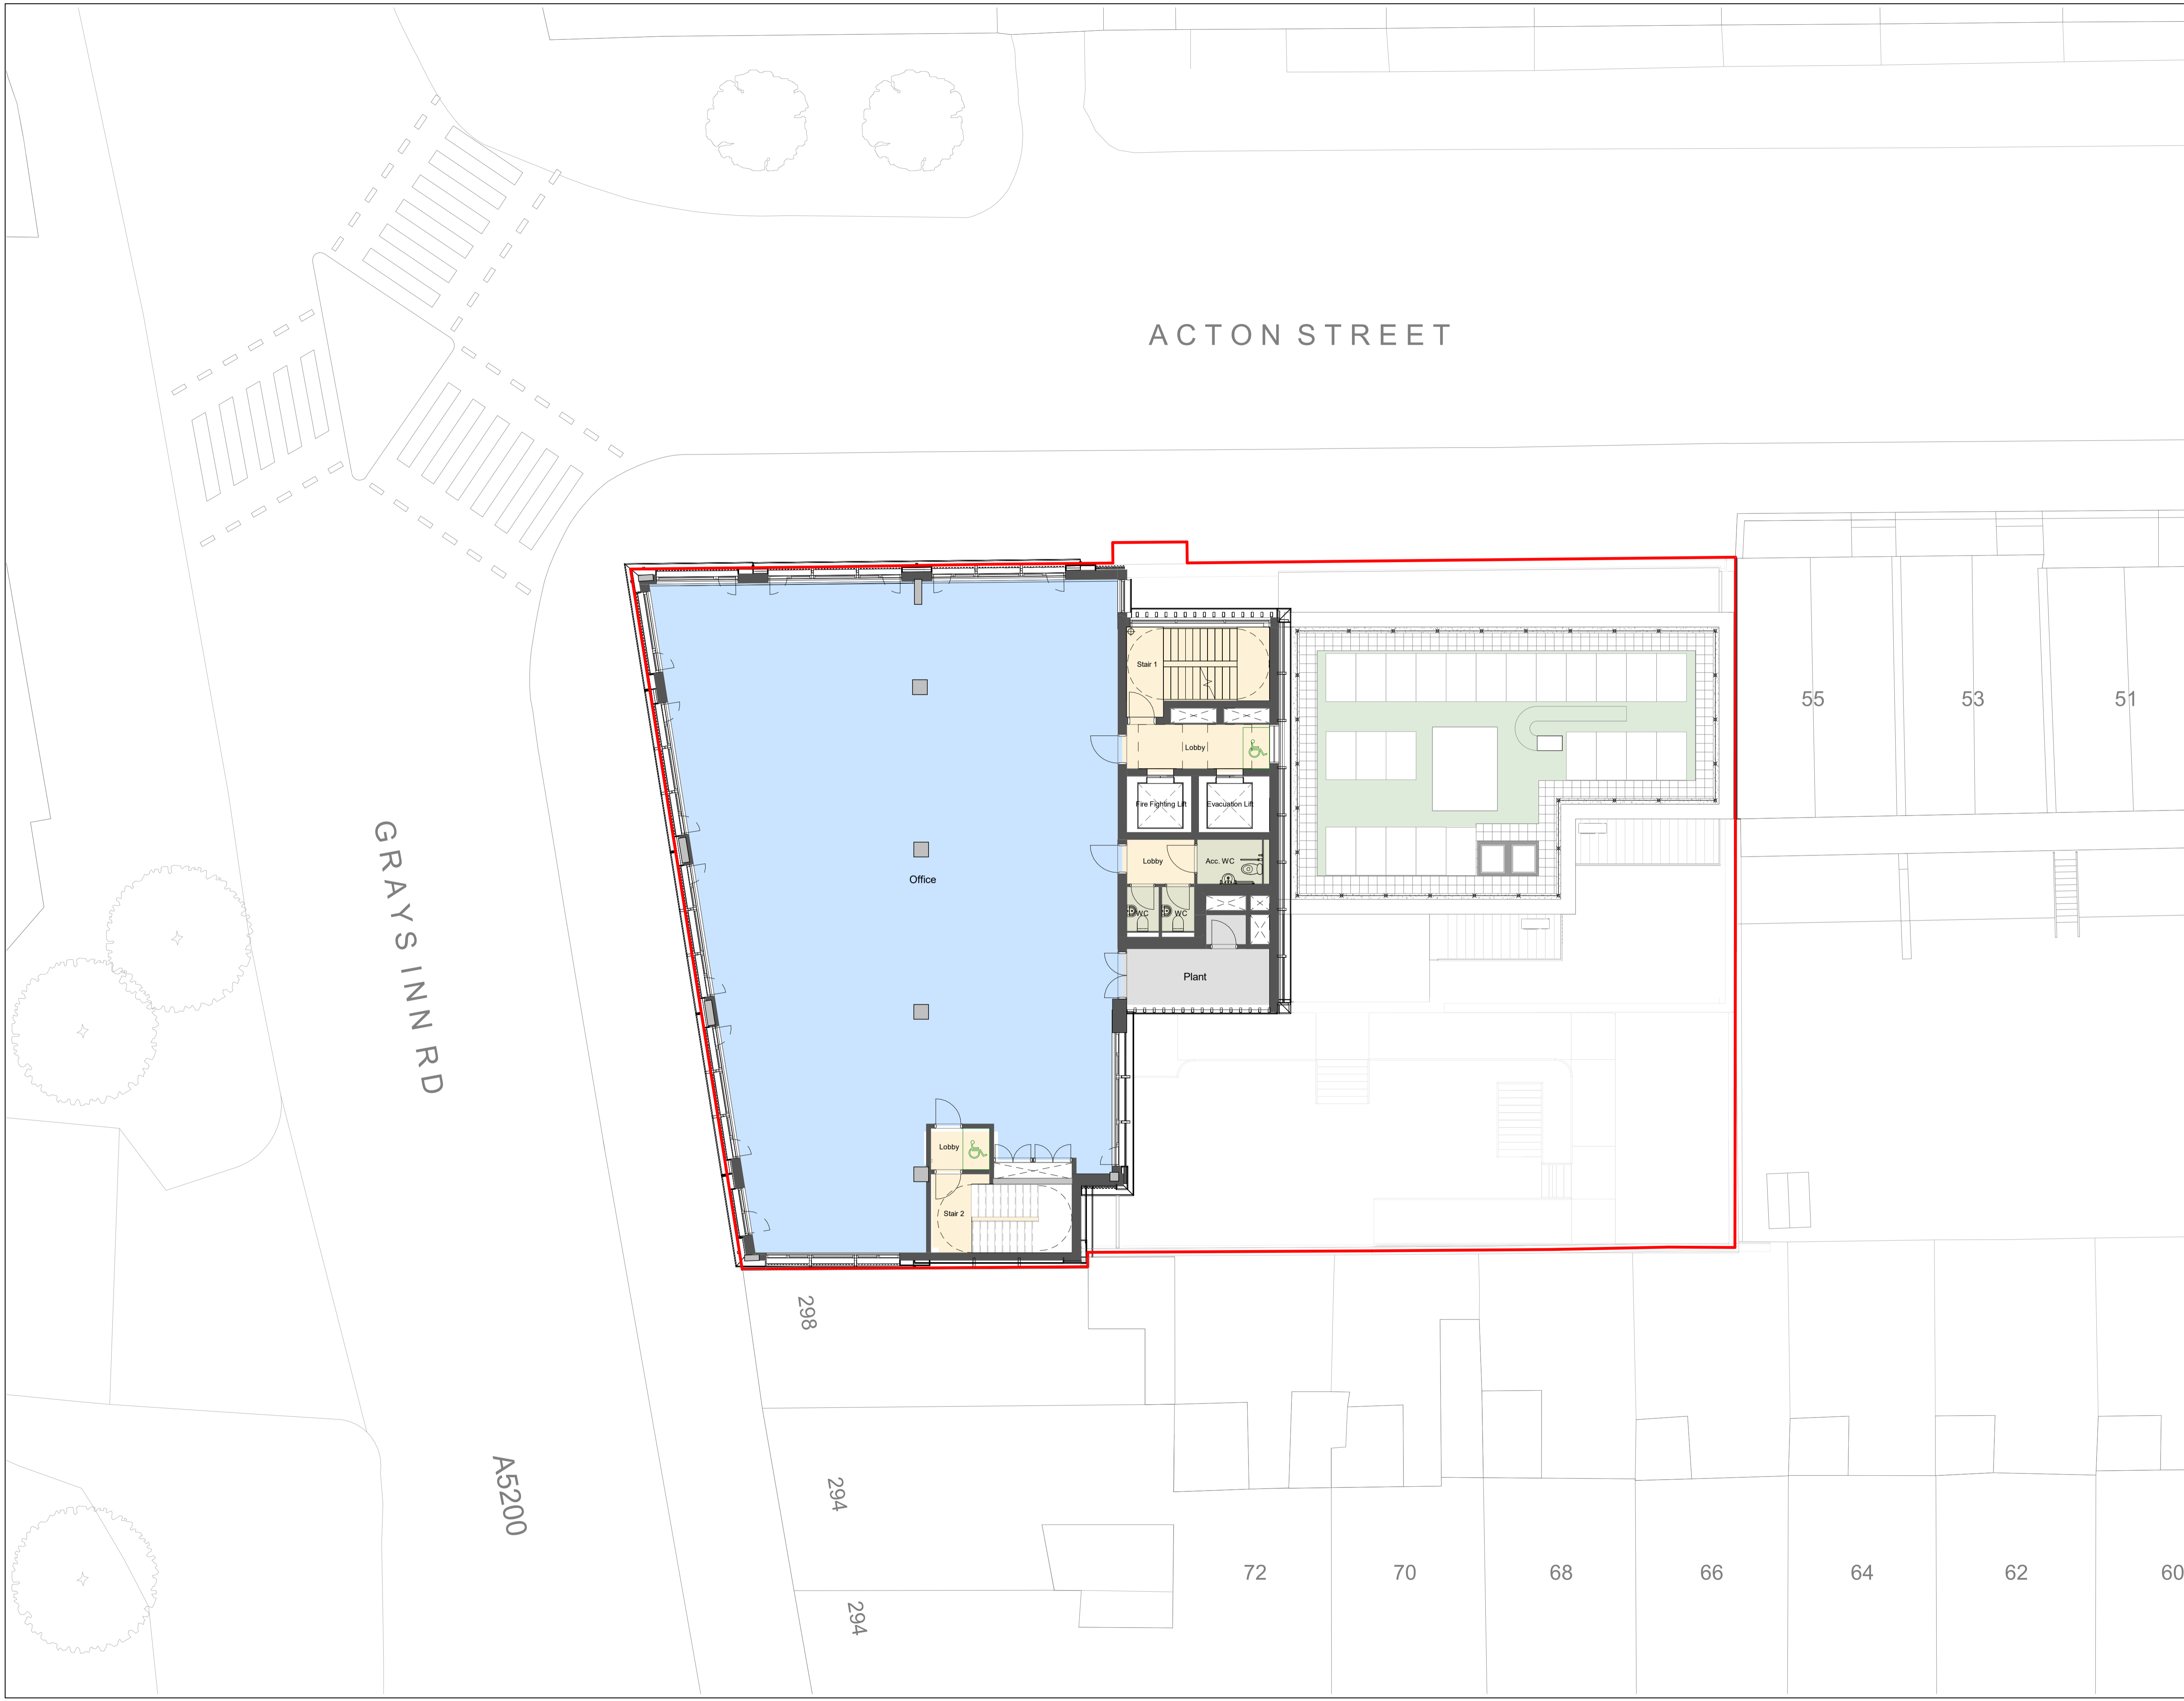 ACTON STREET
GRAYS INN RD
A5200
Stair 1
Lobby
Fire Fighting Lift
Evacuation Lift
Lobby
Acc. WC
WC
WC
Office
Plant
Lobby
Stair 2
55
53
51
298
294
294
72
70
68
66
64
62
60